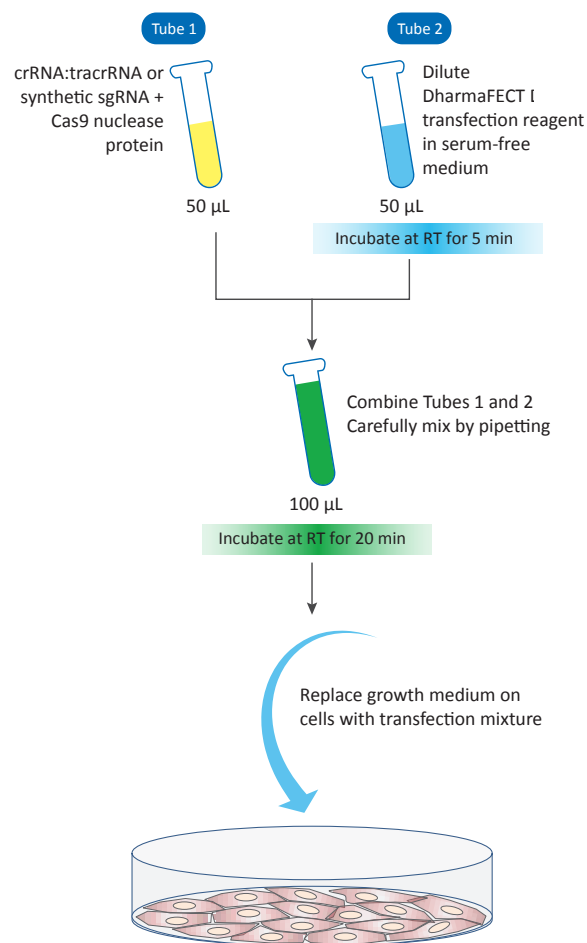 Tube 1
Tube 2
crRNA:tracrRNA or
synthetic sgRNA +
Cas9 nuclease
protein
Dilute
DharmaFECT
transfection reagent
in serum-free
medium
50 µL
50 µL
Incubate at RT for 5 min
Combine Tubes 1 and 2
Carefully mix by pipetting
100 µL
Incubate at RT for 20 min
Replace growth medium on
cells with transfection mixture